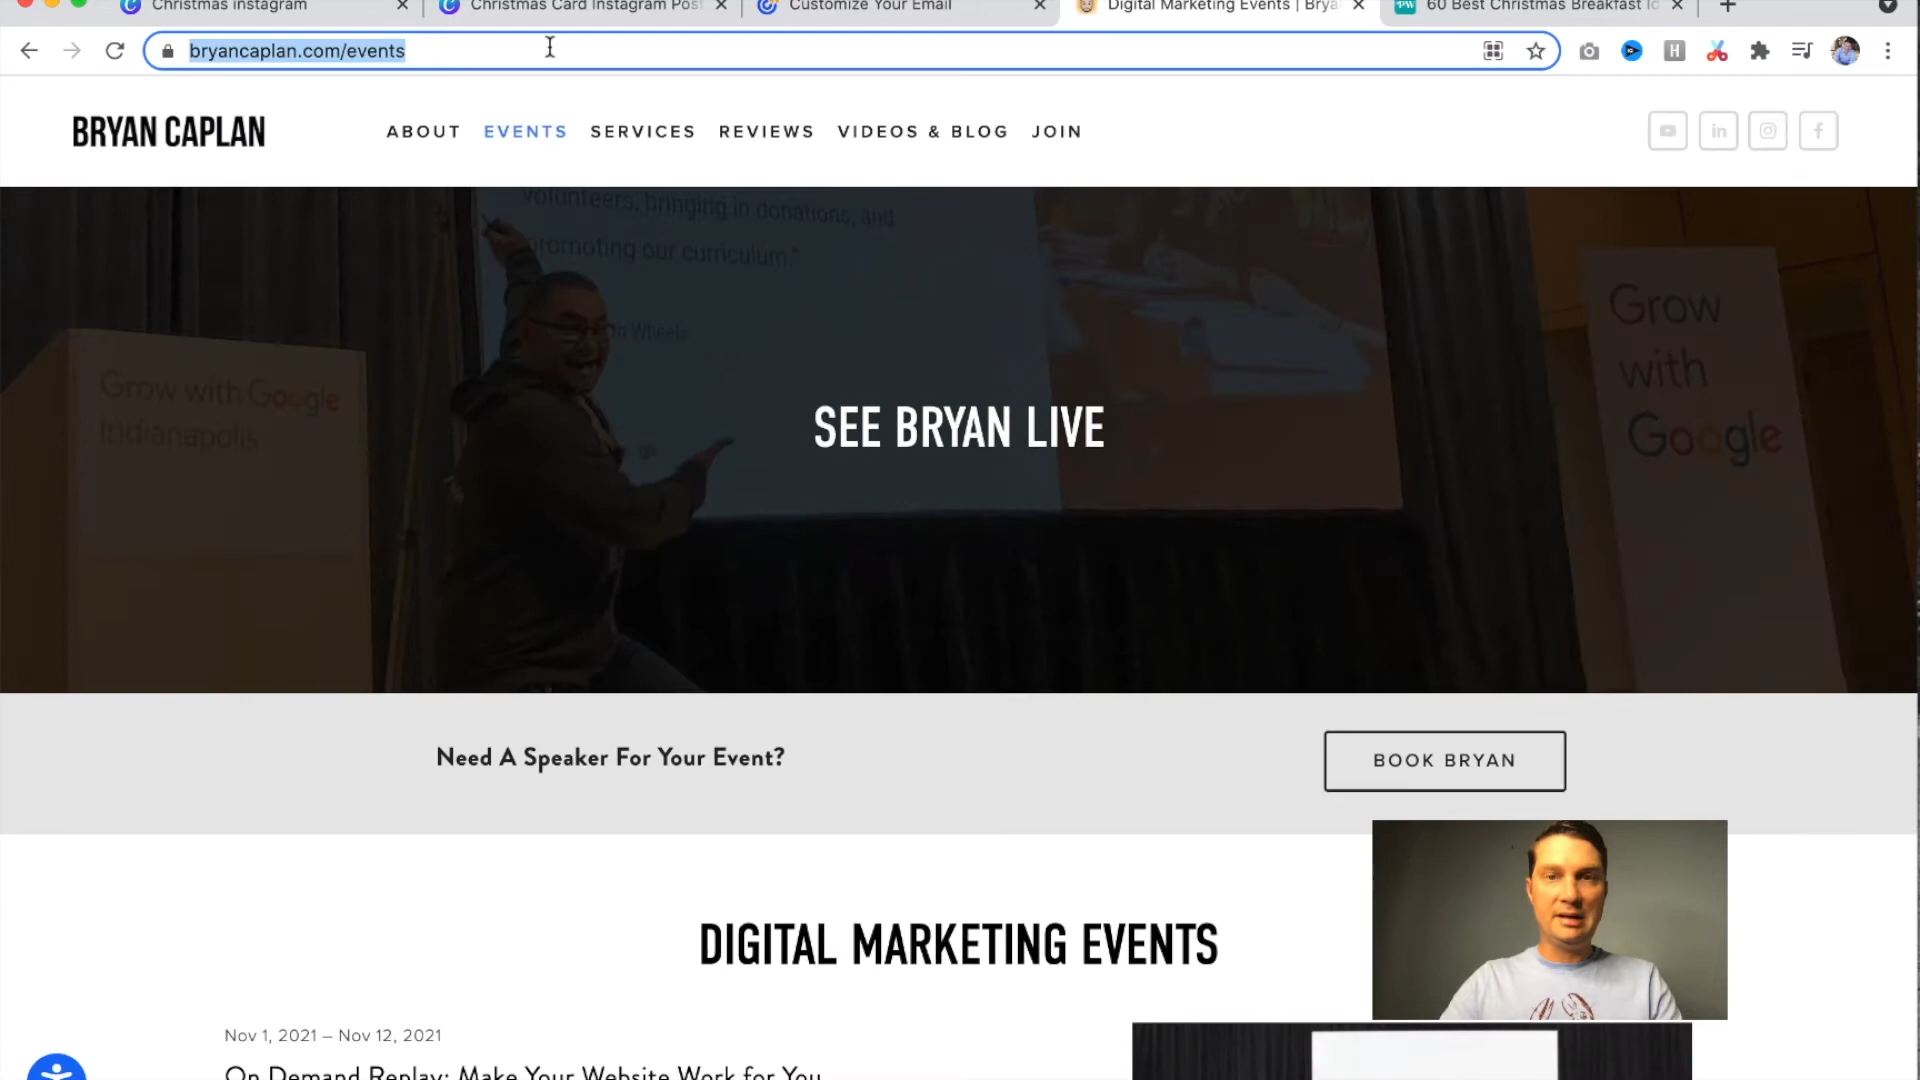 Christmas instagram
Christmas Card Instagram Post
Customize Your Email
Digital Marketing Events | Brya
60 Best Christmas Breakfast Id
bryancaplan.com/events
BRYAN CAPLAN
ABOUT EVENTS SERVICES REVIEWS VIDEOS & BLOG JOIN
volunteers, bringing in donations, and
promoting our curriculum."
on Wheels
Grow with Google
Indianapolis
Grow
with
Google
SEE BRYAN LIVE
Need A Speaker For Your Event?
BOOK BRYAN
DIGITAL MARKETING EVENTS
Nov 1, 2021 – Nov 12, 2021
On Demand Replay: Make Your Website Work for You